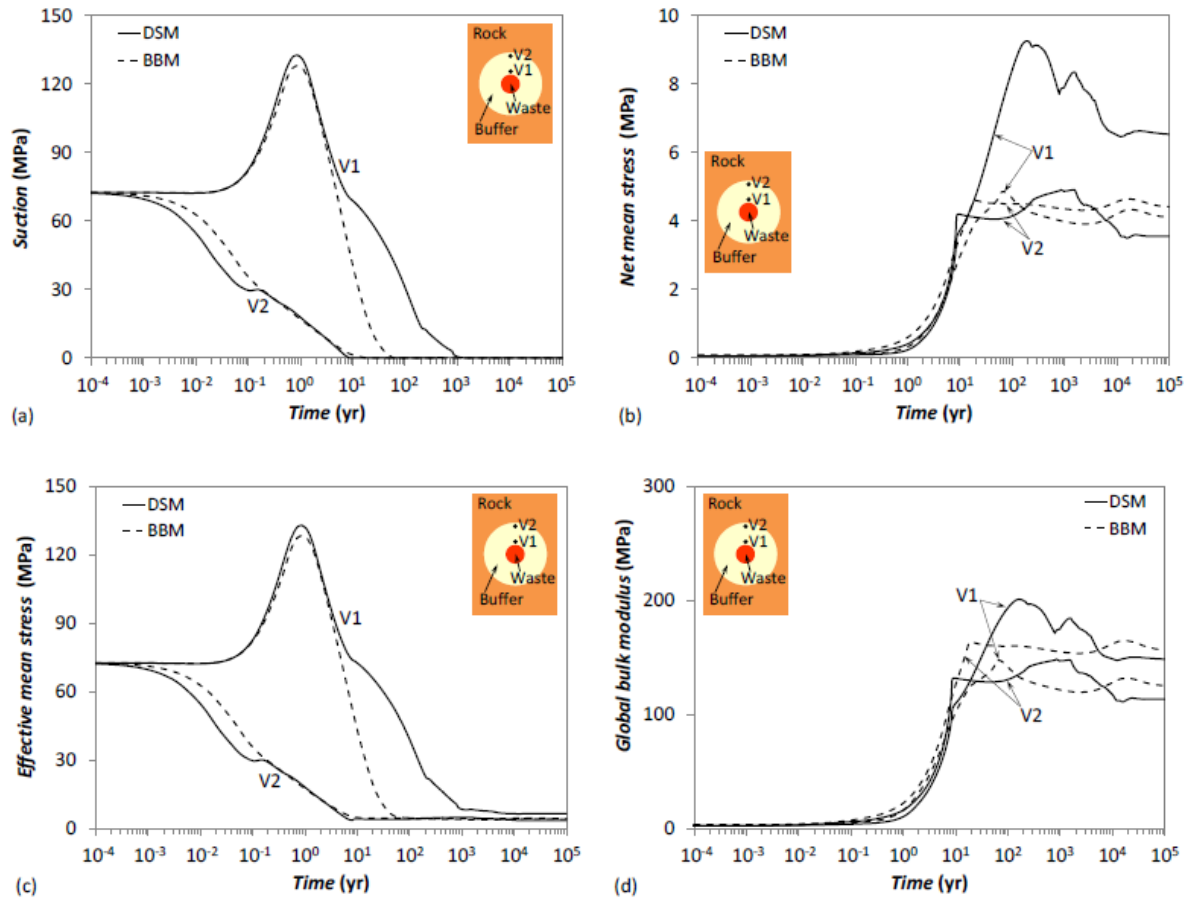 150
120
90
60
30
0
Suction (MPa)
DSM
BBM
Rock
V2
V1
Waste
Buffer
V1
V2
10-4 10-3 10-2 10-1 100 101 102 103 104 105
Time (yr)
(a)
10
8
6
4
2
0
Net mean stress (MPa)
DSM
BBM
Rock
V2
V1
Waste
Buffer
V1
V2
10-4 10-3 10-2 10-1 100 101 102 103 104 105
Time (yr)
(b)
150
120
90
60
30
0
Effective mean stress (MPa)
DSM
BBM
Rock
V2
V1
Waste
Buffer
V1
V2
10-4 10-3 10-2 10-1 100 101 102 103 104 105
Time (yr)
(c)
300
200
100
0
Global bulk modulus (MPa)
Rock
V2
V1
Waste
Buffer
DSM
BBM
V1
V2
10-4 10-3 10-2 10-1 100 101 102 103 104 105
Time (yr)
(d)